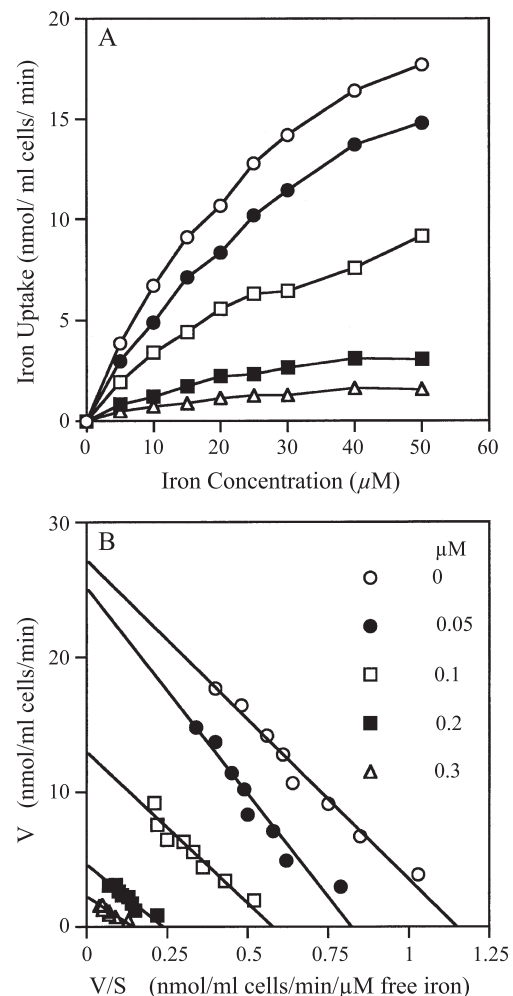 A
20
15
10
5
0
Iron Uptake (nmol/ ml cells/ min)
0 10 20 30 40 50 60
Iron Concentration (µM)
B
30
20
10
0
V (nmol/ml cells/min)
µM
0
0.05
0.1
0.2
0.3
0 0.25 0.5 0.75 1 1.25
V/S (nmol/ml cells/min/µM free iron)